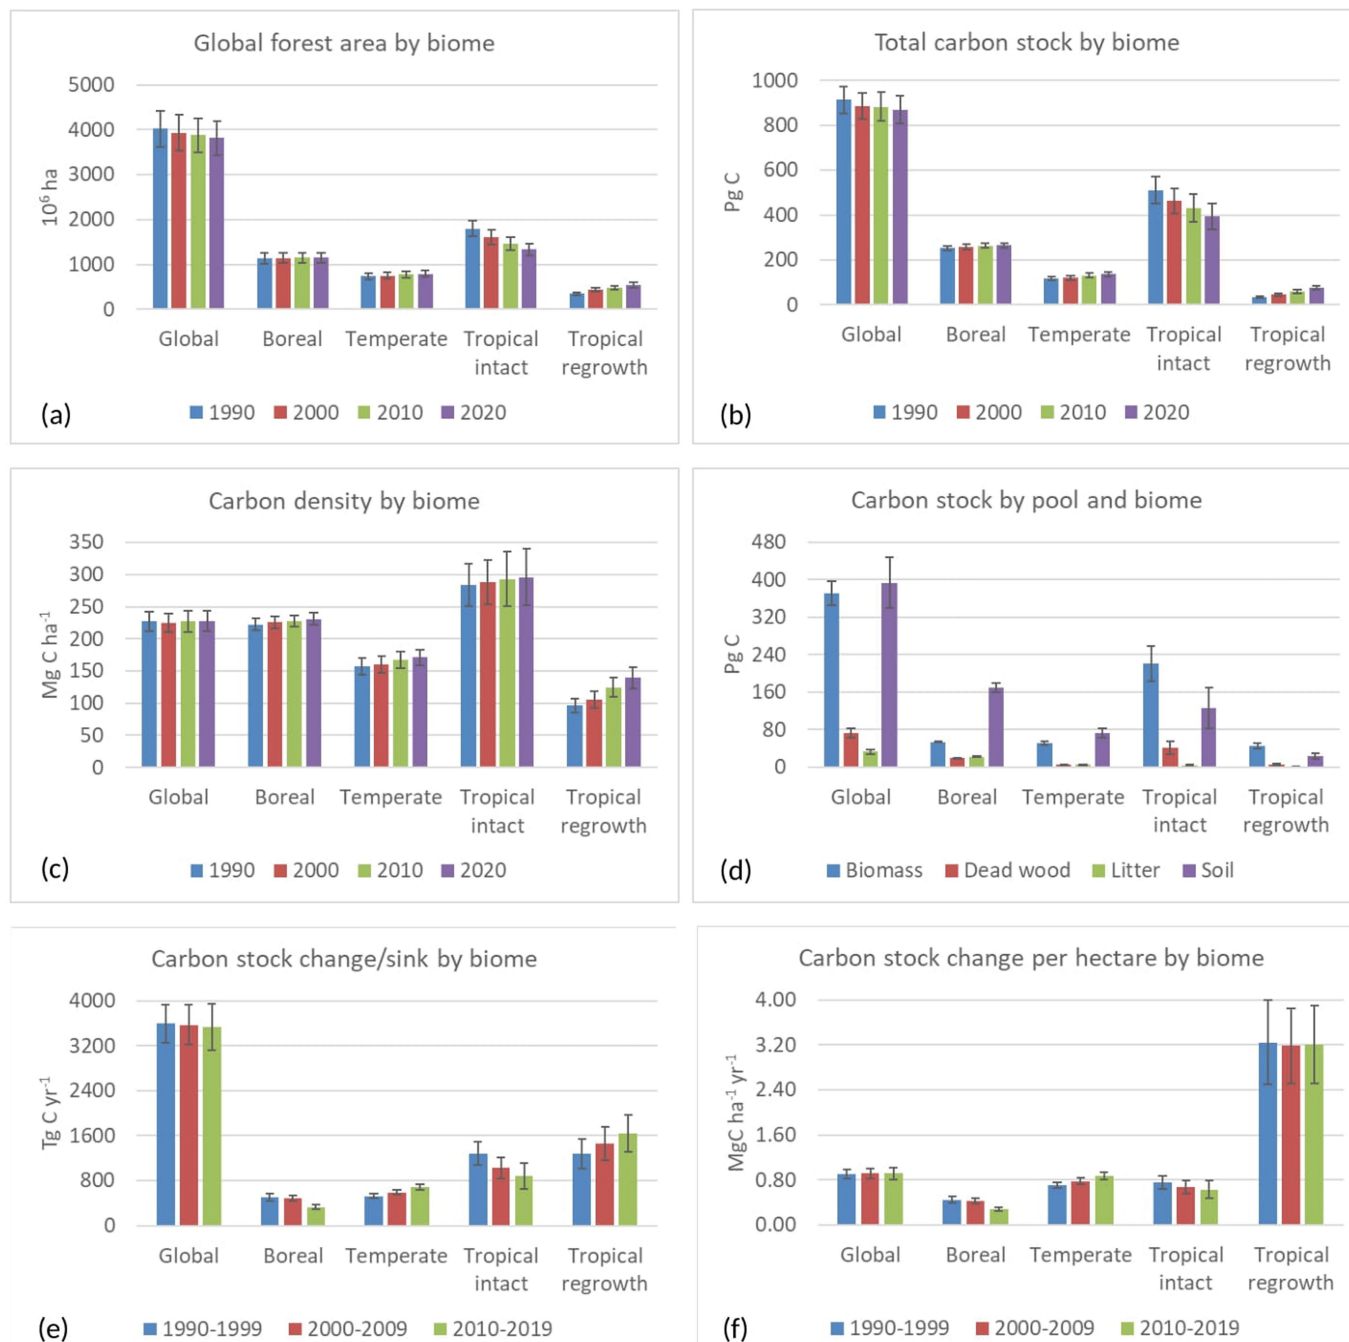 Global forest area by biome
10⁶ ha
5000
4000
3000
2000
1000
0
Global
Boreal
Temperate
Tropical
intact
Tropical
regrowth
(a)
1990 2000 2010 2020
Total carbon stock by biome
Pg C
1000
800
600
400
200
0
Global
Boreal
Temperate
Tropical
intact
Tropical
regrowth
(b)
1990 2000 2010 2020
Carbon density by biome
Mg C ha⁻¹
350
300
250
200
150
100
50
0
Global
Boreal
Temperate
Tropical
intact
Tropical
regrowth
(c)
1990 2000 2010 2020
Carbon stock by pool and biome
Pg C
480
400
320
240
160
80
0
Global
Boreal
Temperate
Tropical
intact
Tropical
regrowth
(d)
Biomass Dead wood Litter Soil
Carbon stock change/sink by biome
Tg C yr⁻¹
4000
3200
2400
1600
800
0
Global
Boreal
Temperate
Tropical
intact
Tropical
regrowth
(e)
1990-1999 2000-2009 2010-2019
Carbon stock change per hectare by biome
MgC ha⁻¹ yr⁻¹
4.00
3.20
2.40
1.60
0.80
0.00
Global
Boreal
Temperate
Tropical
intact
Tropical
regrowth
(f)
1990-1999 2000-2009 2010-2019